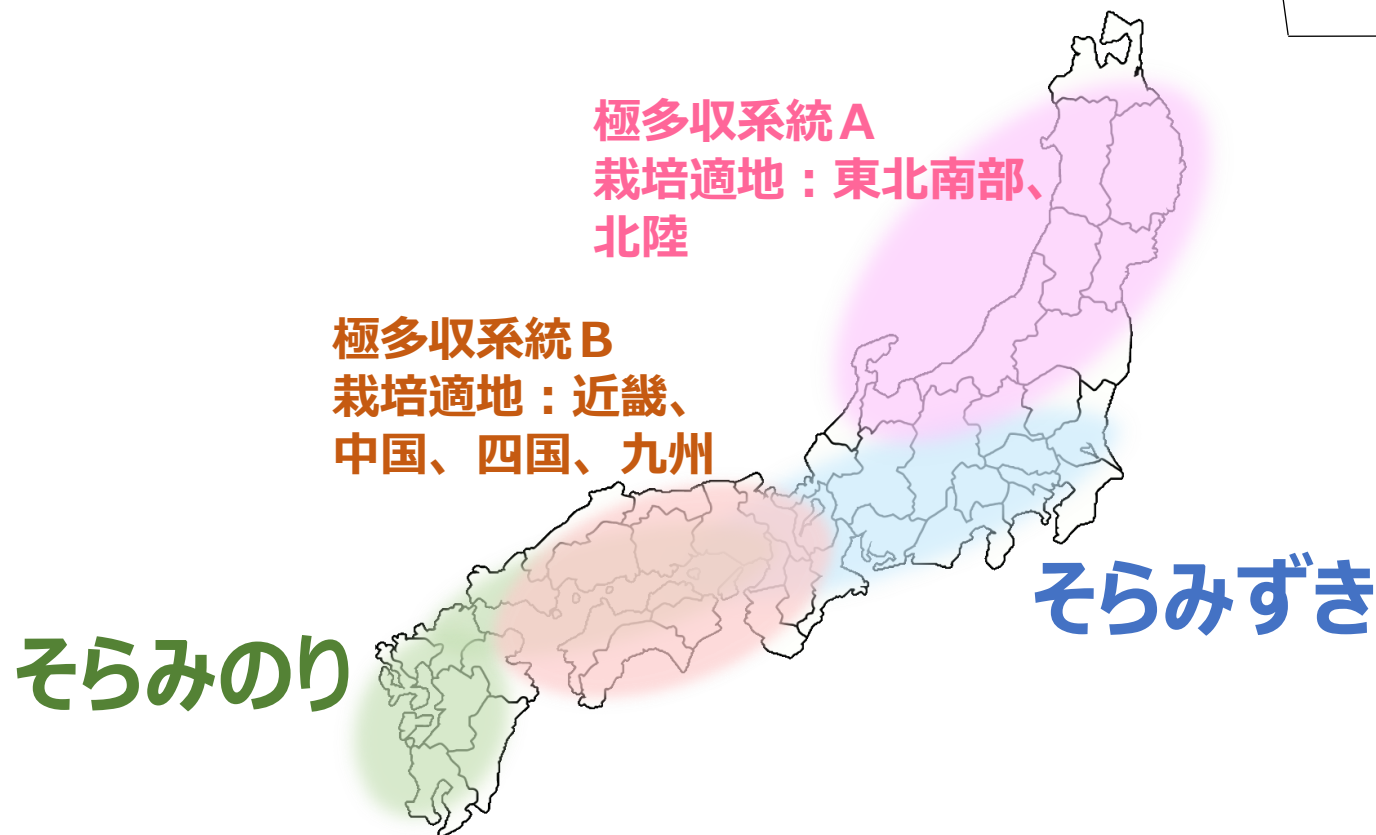 極多収系統A
栽培適地：東北南部、
北陸
極多収系統B
栽培適地：近畿、
中国、四国、九州
そらみずき
そらみのり